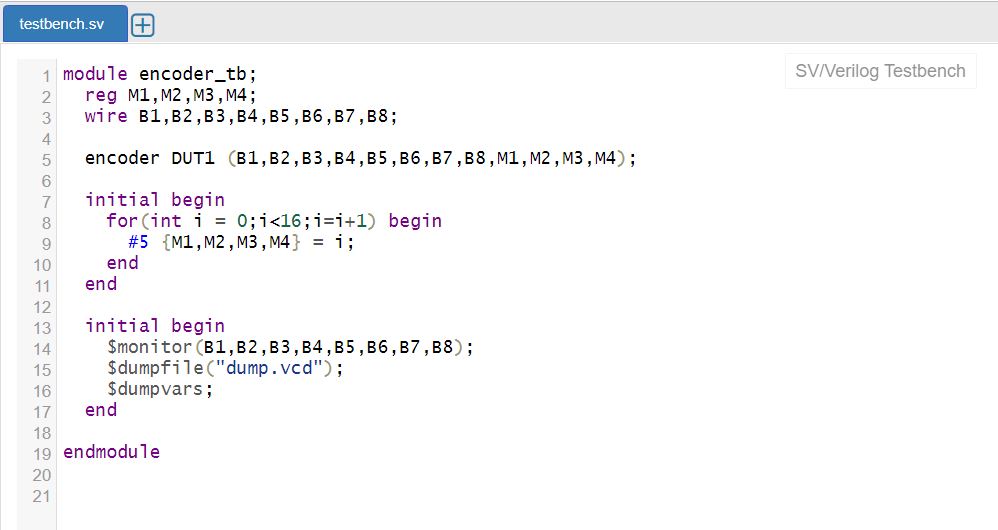 testbench.sv
SV/Verilog Testbench
1 module encoder_tb;
2 reg M1,M2,M3,M4;
3 wire B1,B2,B3,B4,B5,B6,B7,B8;
4
5 encoder DUT1 (B1,B2,B3,B4,B5,B6,B7,B8,M1,M2,M3,M4);
6
7 initial begin
8 for(int i = 0;i<16;i=i+1) begin
9 #5 {M1,M2,M3,M4} = i;
10 end
11 end
12
13 initial begin
14 $monitor(B1,B2,B3,B4,B5,B6,B7,B8);
15 $dumpfile("dump.vcd");
16 $dumpvars;
17 end
18
19 endmodule
20
21